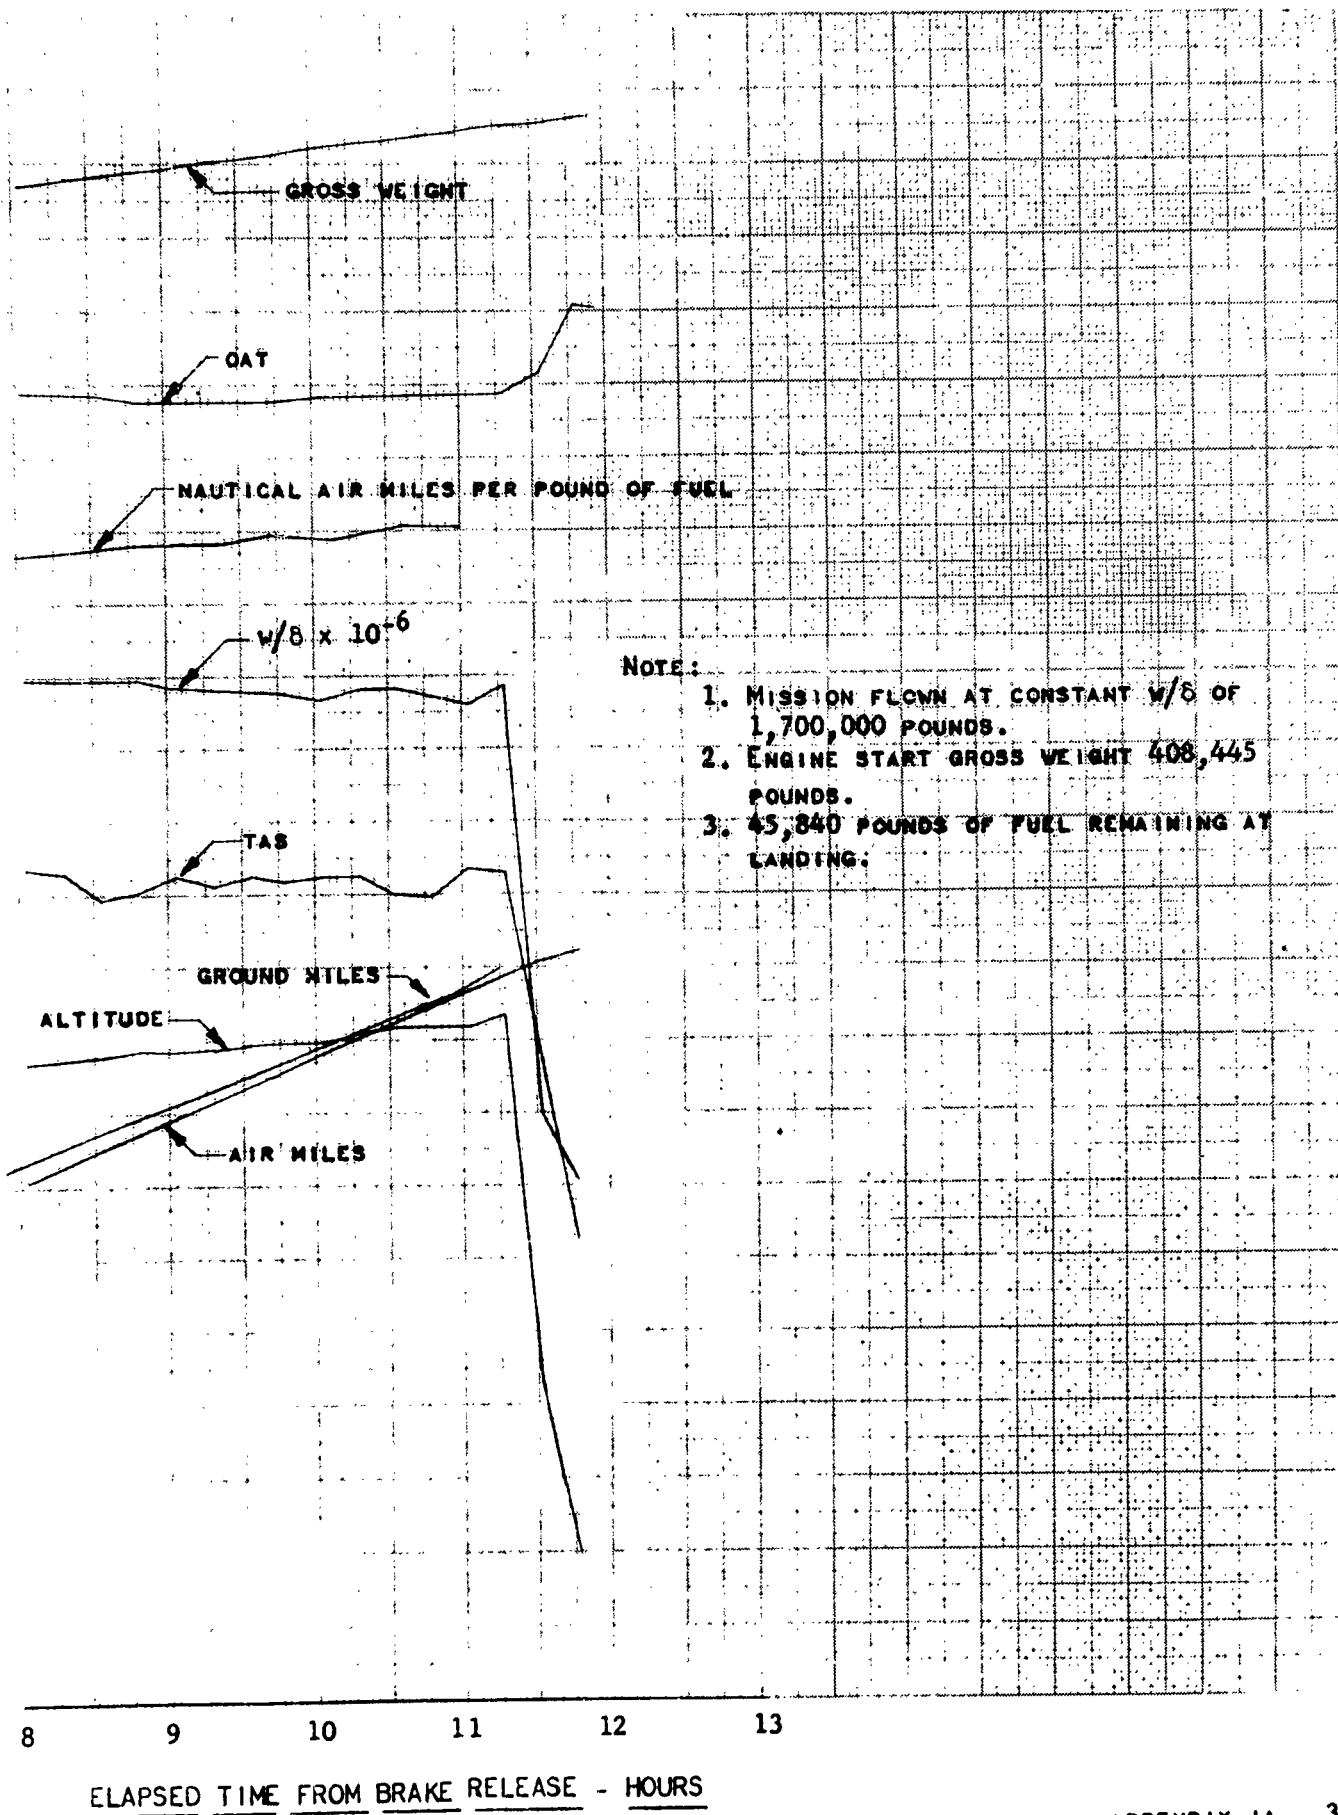 GROSS WEIGHT
OAT
NAUTICAL AIR MILES PER POUND OF FUEL
W/δ x 10-6
NOTE:
1. MISSION FLOWN AT CONSTANT W/δ OF
1,700,000 POUNDS.
2. ENGINE START GROSS WEIGHT 408,445
POUNDS.
3. 45,840 POUNDS OF FUEL REMAINING AT
LANDING.
TAS
GROUND MILES
ALTITUDE
AIR MILES
8 9 10 11 12 13
ELAPSED TIME FROM BRAKE RELEASE - HOURS